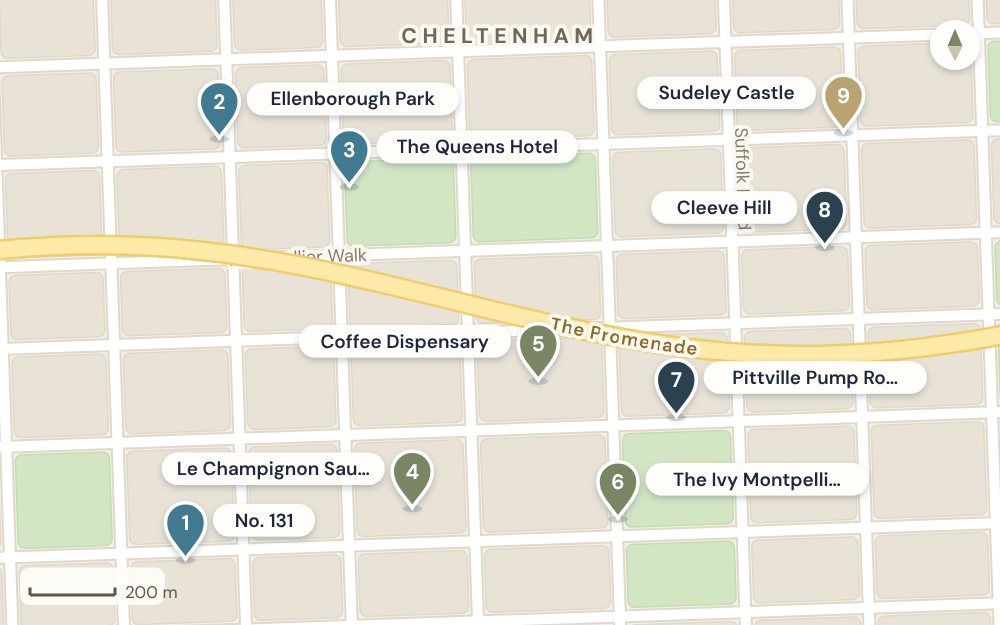 CHELTENHAM
Sudeley Castle
9
2
Ellenborough Park
3
The Queens Hotel
Suffolk
Cleeve Hill
8
Walk
The Promenade
Coffee Dispensary
5
7
Pittville Pump Ro...
Le Champignon Sau...
4
6
The Ivy Montpelli...
1
No. 131
200 m